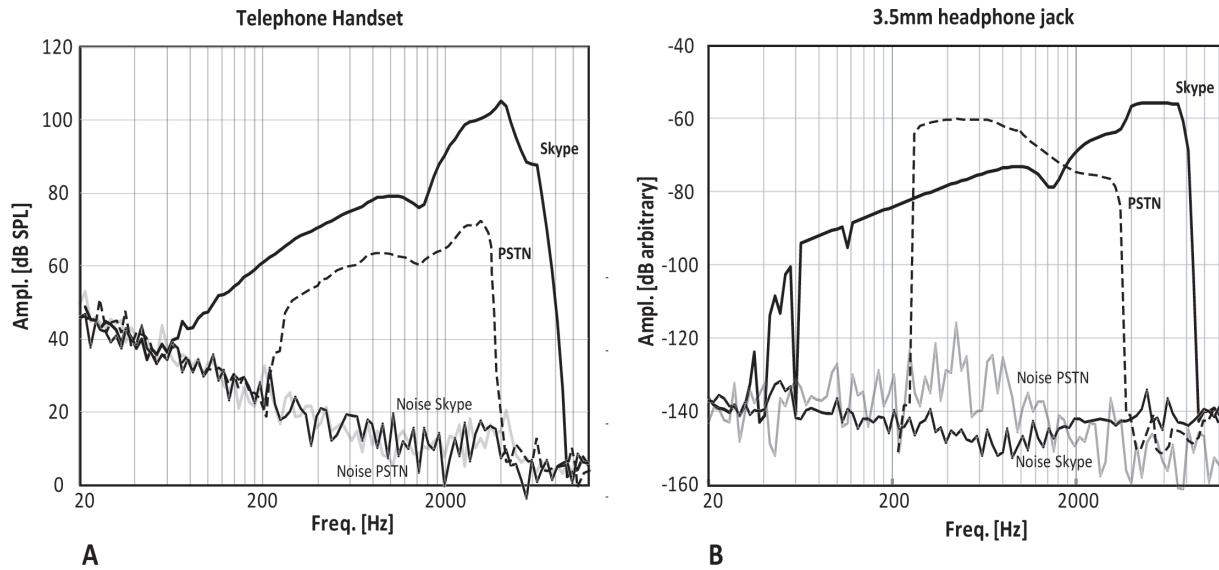 Telephone Handset
120
100
80
60
40
20
0
20
200
2000
Ampl. [dB SPL]
Freq. [Hz]
Skype
PSTN
Noise Skype
Noise PSTN
A
3.5mm headphone jack
-40
-60
-80
-100
-120
-140
-160
20
200
2000
Ampl. [dB arbitrary]
Freq. [Hz]
Skype
PSTN
Noise PSTN
Noise Skype
B